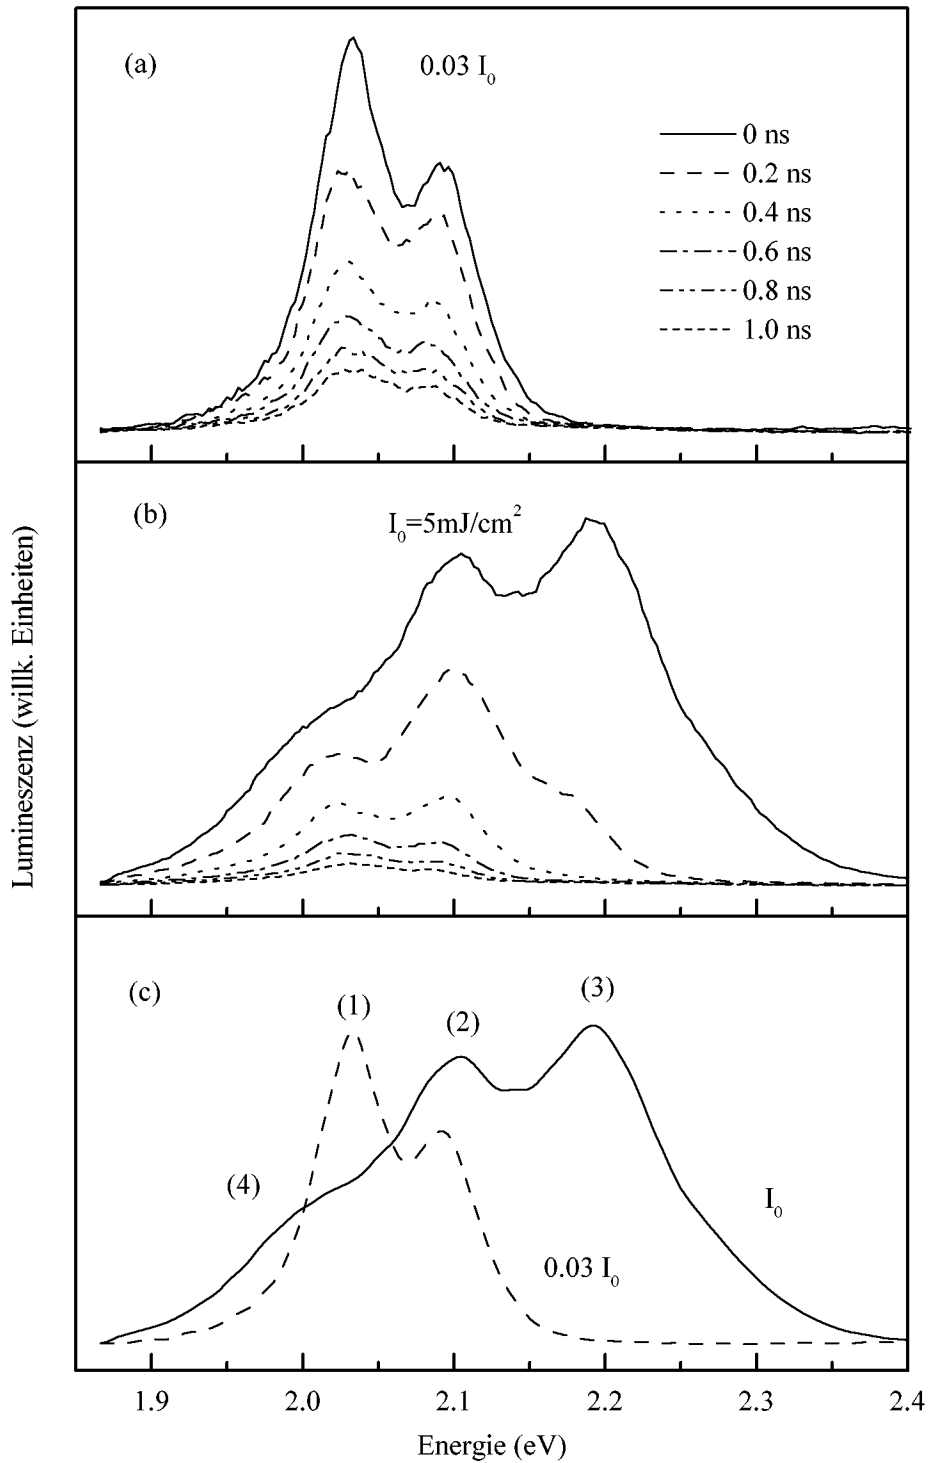 (a)
0.03 I₀
0 ns
0.2 ns
0.4 ns
0.6 ns
0.8 ns
1.0 ns
(b)
I₀=5mJ/cm²
Lumineszenz (willk. Einheiten)
(c)
(1)
(2)
(3)
(4)
I₀
0.03 I₀
1.9
2.0
2.1
2.2
2.3
2.4
Energie (eV)